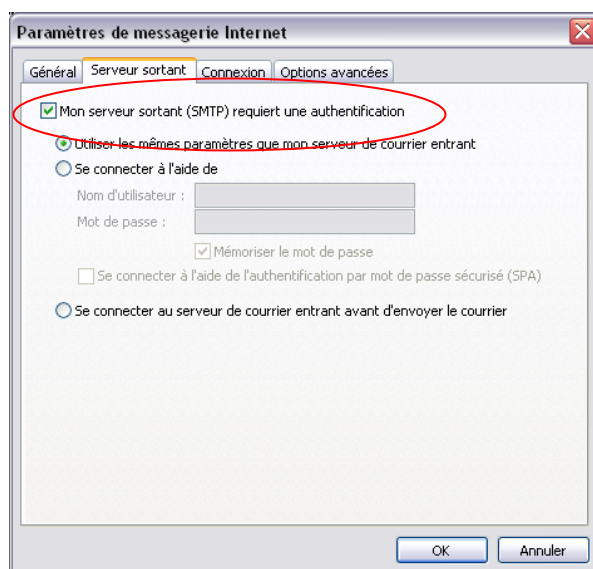 Paramètres de messagerie Internet
Général Serveur sortant Connexion Options avancées
Mon serveur sortant (SMTP) requiert une authentification
Utiliser les mêmes paramètres que mon serveur de courrier entrant
Se connecter à l'aide de
Nom d'utilisateur :
Mot de passe :
Mémoriser le mot de passe
Se connecter à l'aide de l'authentification par mot de passe sécurisé (SPA)
Se connecter au serveur de courrier entrant avant d'envoyer le courrier
OK Annuler